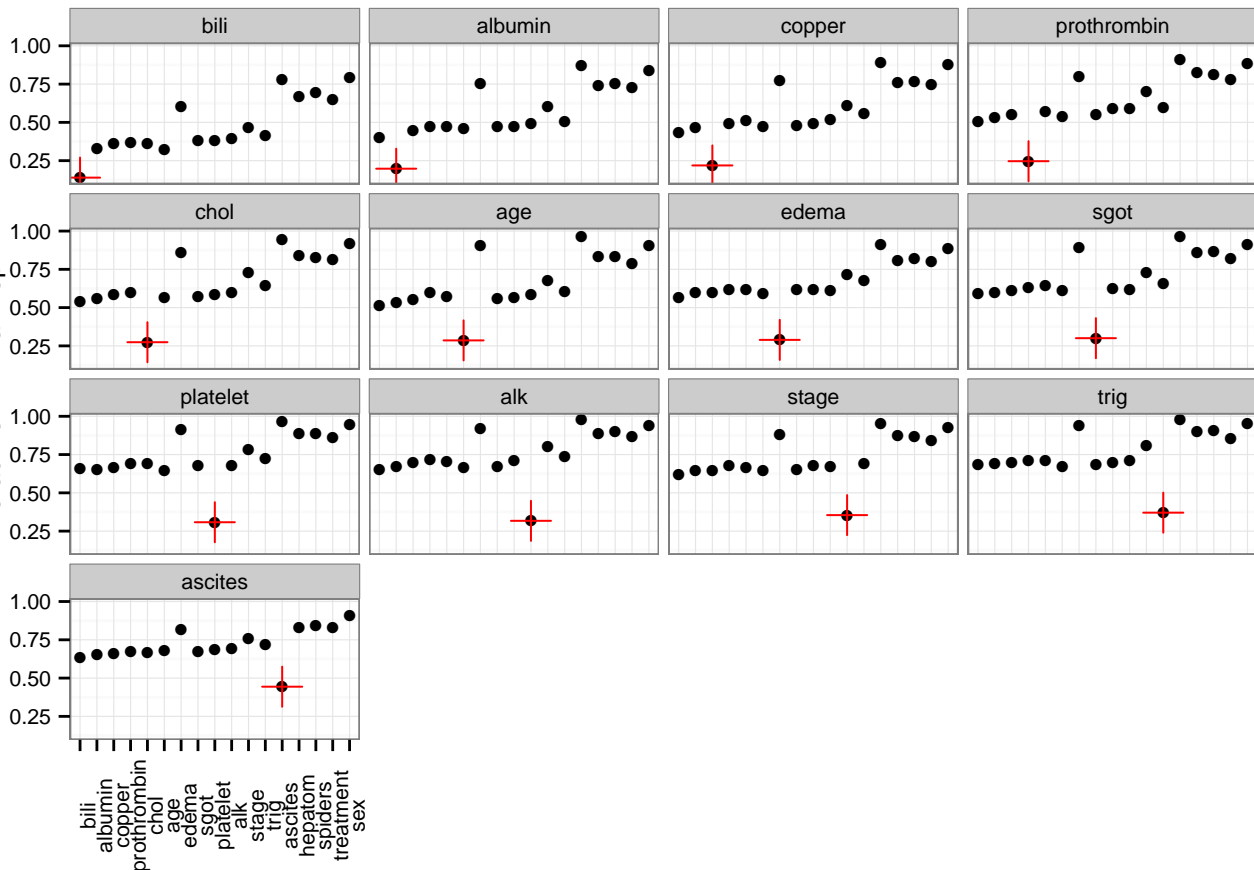 bili albumin copper prothrombin
1.00
0.75
0.50
0.25
chol age edema sgot
1.00
0.75
0.50
0.25
platelet alk stage trig
1.00
0.75
0.50
0.25
ascites
1.00
0.75
0.50
0.25
bili
albumin
copper
prothrombin
chol
age
edema
sgot
platelet
alk
stage
trig
ascites
hepatom
spiders
treatment
sex